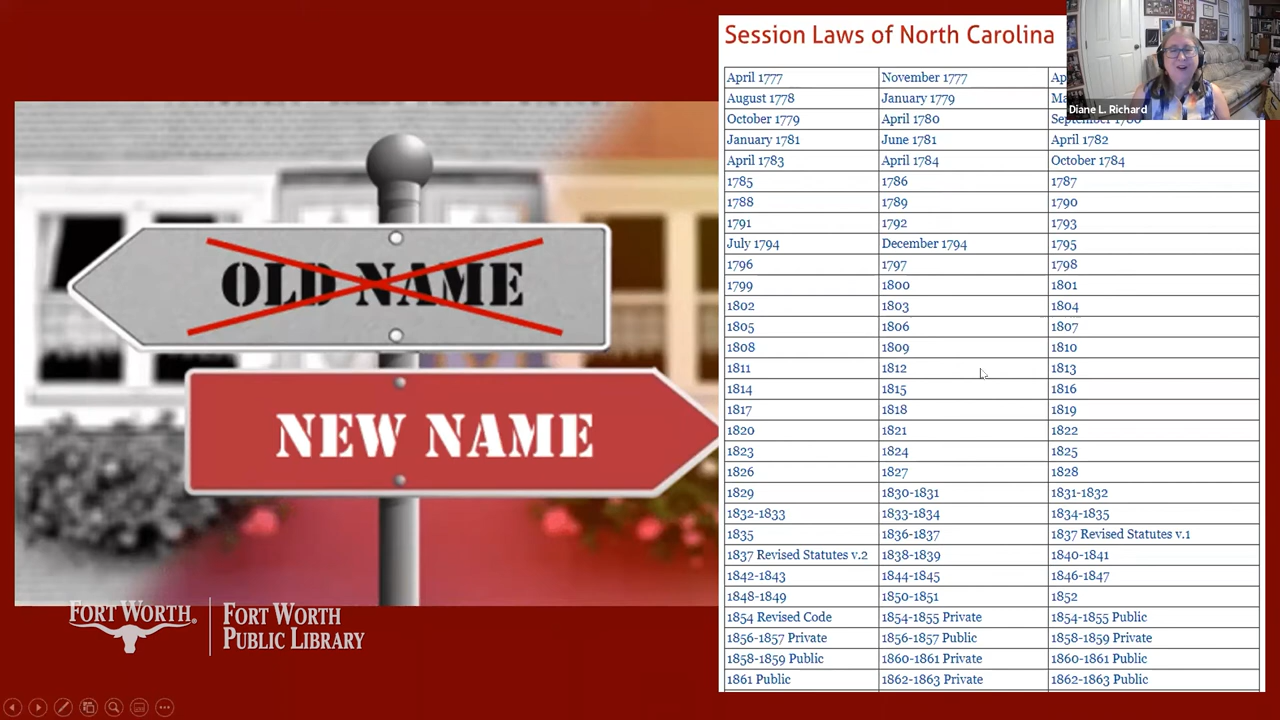 OLD NAME
NEW NAME
FORT WORTH®
FORT WORTH
PUBLIC LIBRARY
Session Laws of North Carolina
April 1777 November 1777
August 1778 January 1779
October 1779 April 1780 September 1780
January 1781 June 1781 April 1782
April 1783 April 1784 October 1784
1785 1786 1787
1788 1789 1790
1791 1792 1793
July 1794 December 1794 1795
1796 1797 1798
1799 1800 1801
1802 1803 1804
1805 1806 1807
1808 1809 1810
1811 1812 1813
1814 1815 1816
1817 1818 1819
1820 1821 1822
1823 1824 1825
1826 1827 1828
1829 1830-1831 1831-1832
1832-1833 1833-1834 1834-1835
1835 1836-1837 1837 Revised Statutes v.1
1837 Revised Statutes v.2 1838-1839 1840-1841
1842-1843 1844-1845 1846-1847
1848-1849 1850-1851 1852
1854 Revised Code 1854-1855 Private 1854-1855 Public
1856-1857 Private 1856-1857 Public 1858-1859 Private
1858-1859 Public 1860-1861 Private 1860-1861 Public
1861 Public 1862-1863 Private 1862-1863 Public
Diane L. Richard